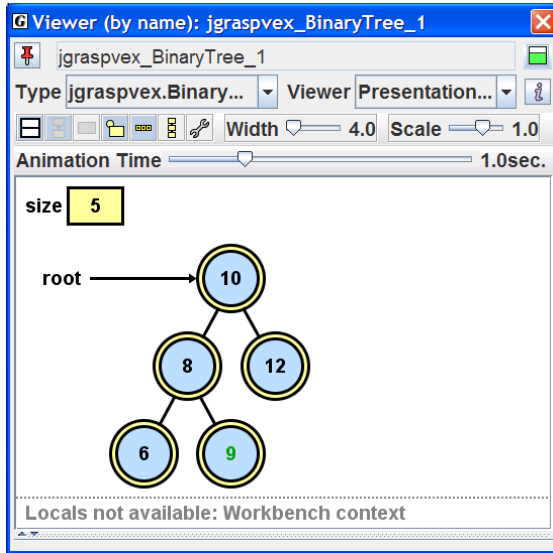 G Viewer (by name): jgraspvex_BinaryTree_1
jgraspvex_BinaryTree_1
Type jgraspvex.Binary... Viewer Presentation... i
Width 4.0 Scale 1.0
Animation Time 1.0sec.
size 5
root 10
8 12
6 9
Locals not available: Workbench context